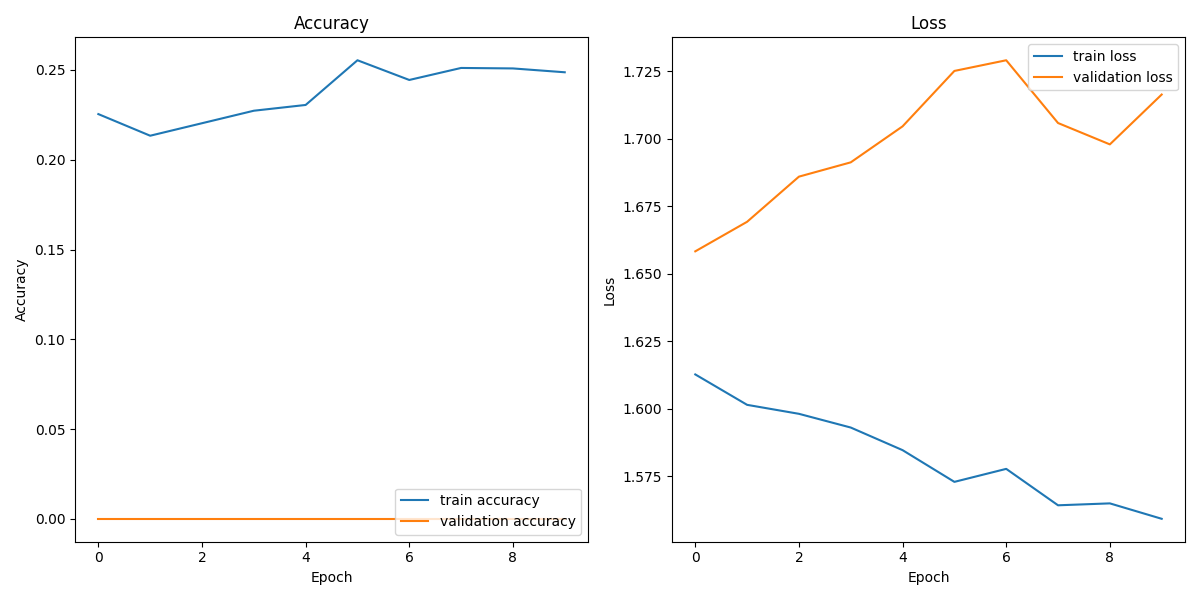 Accuracy
0.25
0.20
0.15
0.10
0.05
0.00
Accuracy
0
2
4
6
8
Epoch
train accuracy
validation accuracy
Loss
1.725
1.700
1.675
1.650
1.625
1.600
1.575
Loss
0
2
4
6
8
Epoch
train loss
validation loss